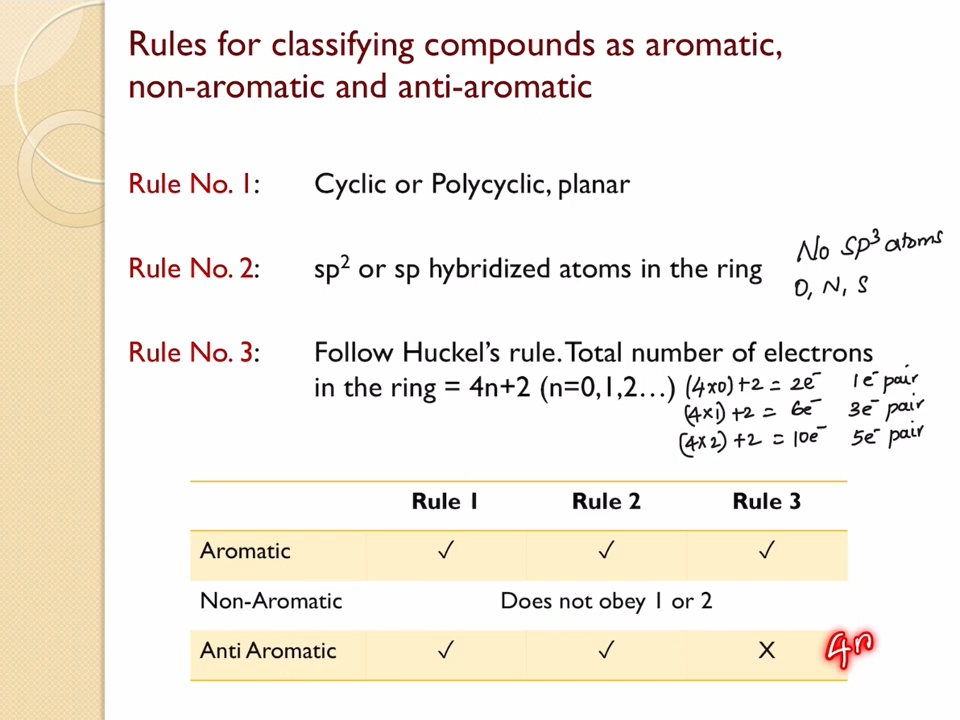 Rules for classifying compounds as aromatic,
non-aromatic and anti-aromatic
Rule No. 1: Cyclic or Polycyclic, planar
Rule No. 2: sp² or sp hybridized atoms in the ring
No sp³ atoms
O, N, S
Rule No. 3: Follow Huckel's rule. Total number of electrons
in the ring = 4n+2 (n=0,1,2…) (4×0)+2 = 2e⁻ 1e⁻ pair
(4×1)+2 = 6e⁻ 3e⁻ pair
(4×2)+2 = 10e⁻ 5e⁻ pair
Rule 1 Rule 2 Rule 3
Aromatic ✓ ✓ ✓
Non-Aromatic Does not obey 1 or 2
Anti Aromatic ✓ ✓ X 4n